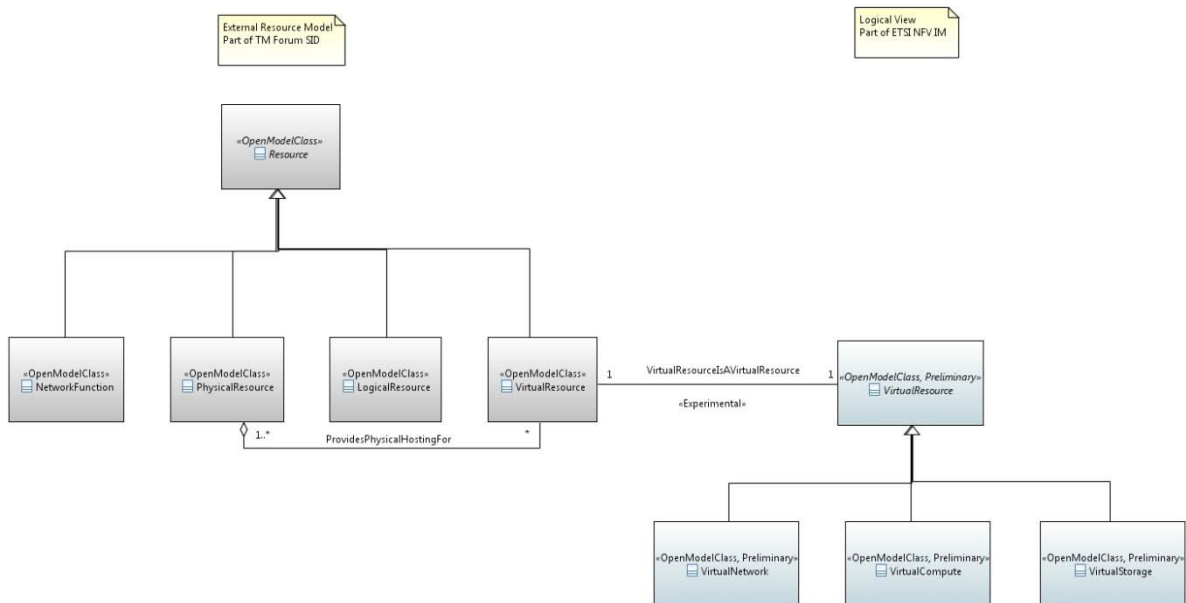 External Resource Model
Part of TM Forum SID
Logical View
Part of ETSI NFV IM
«OpenModelClass»
Resource
«OpenModelClass»
NetworkFunction
«OpenModelClass»
PhysicalResource
«OpenModelClass»
LogicalResource
«OpenModelClass»
VirtualResource
1
VirtualResourceIsAVirtualResource
1
«Experimental»
«OpenModelClass, Preliminary»
VirtualResource
1..*
ProvidesPhysicalHostingFor
*
«OpenModelClass, Preliminary»
VirtualNetwork
«OpenModelClass, Preliminary»
VirtualCompute
«OpenModelClass, Preliminary»
VirtualStorage